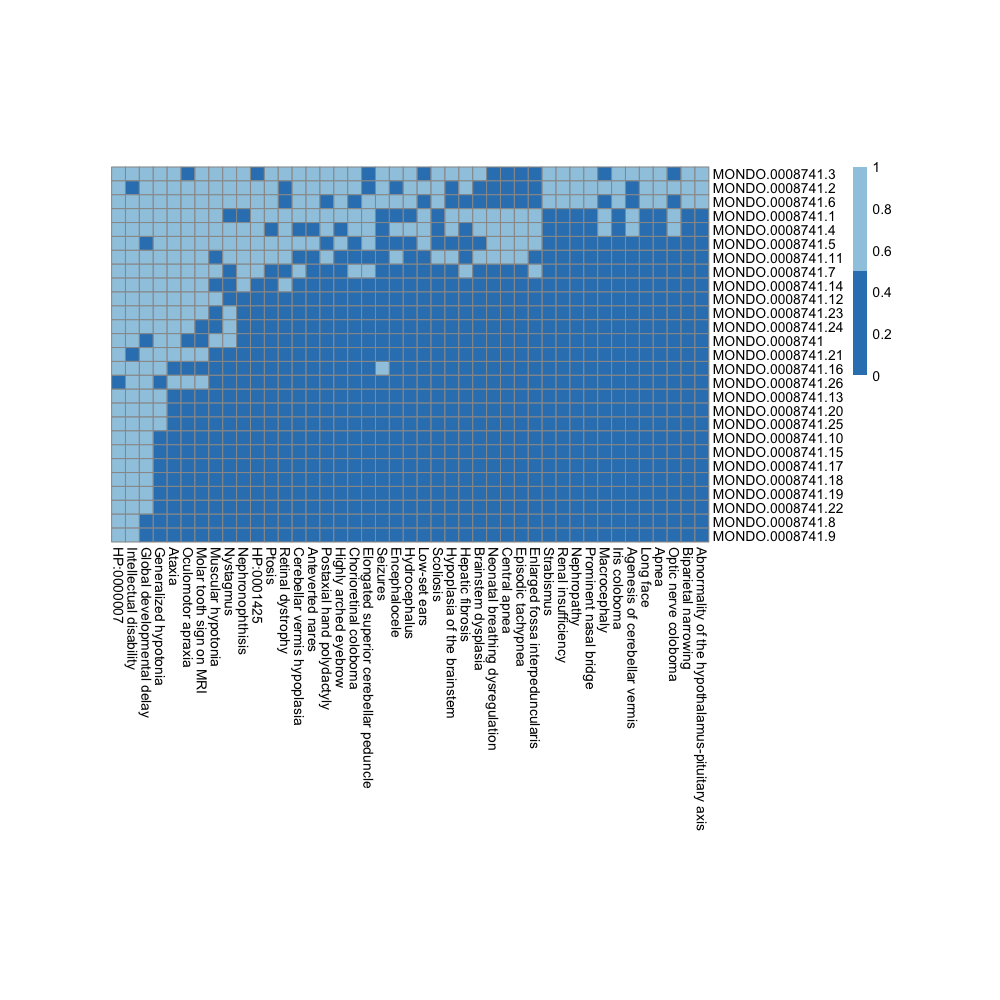 MONDO.0008741.3
MONDO.0008741.2
MONDO.0008741.6
MONDO.0008741.1
MONDO.0008741.4
MONDO.0008741.5
MONDO.0008741.11
MONDO.0008741.7
MONDO.0008741.14
MONDO.0008741.12
MONDO.0008741.23
MONDO.0008741.24
MONDO.0008741
MONDO.0008741.21
MONDO.0008741.16
MONDO.0008741.26
MONDO.0008741.13
MONDO.0008741.20
MONDO.0008741.25
MONDO.0008741.10
MONDO.0008741.15
MONDO.0008741.17
MONDO.0008741.18
MONDO.0008741.19
MONDO.0008741.22
MONDO.0008741.8
MONDO.0008741.9
1
0.8
0.6
0.4
0.2
0
HP:0000007
Intellectual disability
Global developmental delay
Generalized hypotonia
Ataxia
Oculomotor apraxia
Molar tooth sign on MRI
Muscular hypotonia
Nystagmus
Nephronophthisis
HP:0001425
Ptosis
Retinal dystrophy
Cerebellar vermis hypoplasia
Anteverted nares
Postaxial hand polydactyly
Highly arched eyebrow
Chorioretinal coloboma
Elongated superior cerebellar peduncle
Seizures
Encephalocele
Hydrocephalus
Low-set ears
Scoliosis
Hypoplasia of the brainstem
Hepatic fibrosis
Brainstem dysplasia
Neonatal breathing dysregulation
Central apnea
Episodic tachypnea
Enlarged fossa interpeduncularis
Strabismus
Renal insufficiency
Nephropathy
Prominent nasal bridge
Macrocephaly
Iris coloboma
Agenesis of cerebellar vermis
Long face
Apnea
Optic nerve coloboma
Biparietal narrowing
Abnormality of the hypothalamus-pituitary axis